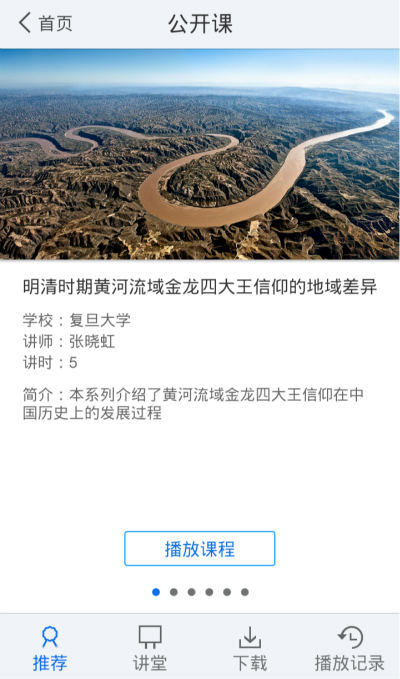 首页
公开课
明清时期黄河流域金龙四大王信仰的地域差异
学校：复旦大学
讲师：张晓虹
讲时：5
简介：本系列介绍了黄河流域金龙四大王信仰在中
国历史上的发展过程
播放课程
推荐
讲堂
下载
播放记录